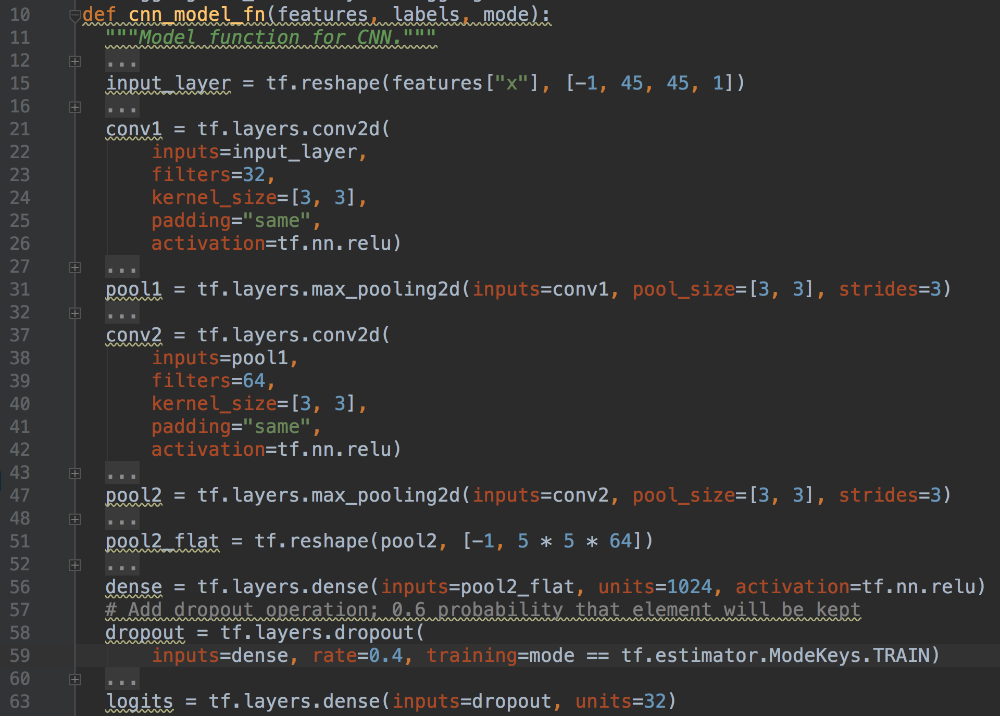 10 def cnn_model_fn(features, labels, mode):
11 """Model function for CNN."""
12 ...
15 input_layer = tf.reshape(features["x"], [-1, 45, 45, 1])
16 ...
21 conv1 = tf.layers.conv2d(
22 inputs=input_layer,
23 filters=32,
24 kernel_size=[3, 3],
25 padding="same",
26 activation=tf.nn.relu)
27 ...
31 pool1 = tf.layers.max_pooling2d(inputs=conv1, pool_size=[3, 3], strides=3)
32 ...
37 conv2 = tf.layers.conv2d(
38 inputs=pool1,
39 filters=64,
40 kernel_size=[3, 3],
41 padding="same",
42 activation=tf.nn.relu)
43 ...
47 pool2 = tf.layers.max_pooling2d(inputs=conv2, pool_size=[3, 3], strides=3)
48 ...
51 pool2_flat = tf.reshape(pool2, [-1, 5 * 5 * 64])
52 ...
56 dense = tf.layers.dense(inputs=pool2_flat, units=1024, activation=tf.nn.relu)
57 # Add dropout operation; 0.6 probability that element will be kept
58 dropout = tf.layers.dropout(
59 inputs=dense, rate=0.4, training=mode == tf.estimator.ModeKeys.TRAIN)
60 ...
63 logits = tf.layers.dense(inputs=dropout, units=32)